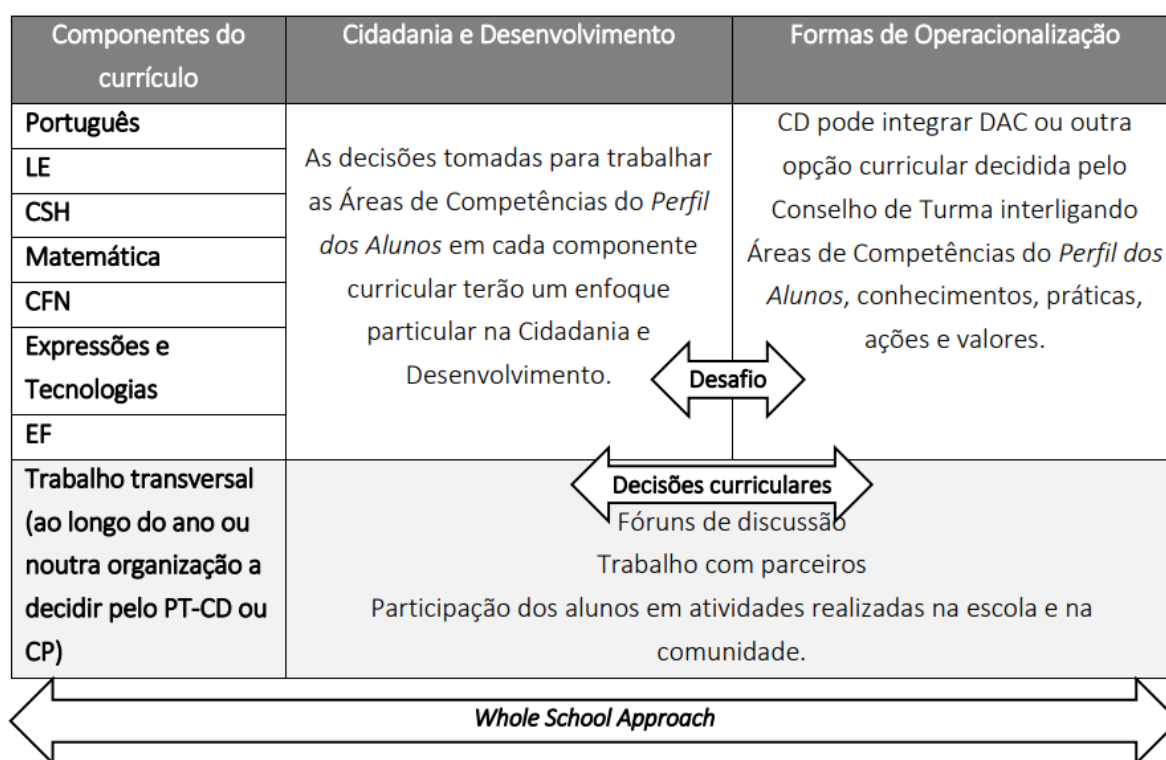 Componentes do
currículo
Cidadania e Desenvolvimento
Formas de Operacionalização
Português
LE
CSH
Matemática
CFN
Expressões e
Tecnologias
EF
As decisões tomadas para trabalhar
as Áreas de Competências do Perfil
dos Alunos em cada componente
curricular terão um enfoque
particular na Cidadania e
Desenvolvimento.
CD pode integrar DAC ou outra
opção curricular decidida pelo
Conselho de Turma interligando
Áreas de Competências do Perfil dos
Alunos, conhecimentos, práticas,
ações e valores.
Desafio
Trabalho transversal
(ao longo do ano ou
noutra organização a
decidir pelo PT-CD ou
CP)
Decisões curriculares
Fóruns de discussão
Trabalho com parceiros
Participação dos alunos em atividades realizadas na escola e na
comunidade.
Whole School Approach